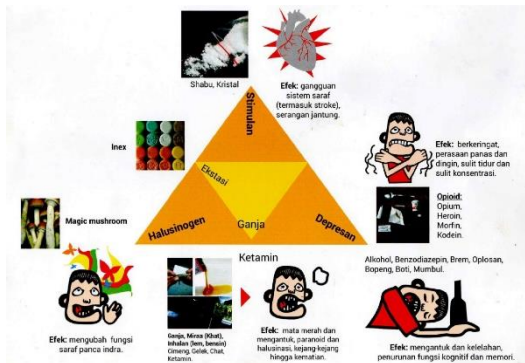 Shabu, Kristal
Efek: gangguan
sistem saraf
(termasuk stroke),
serangan jantung.
Stimulan
Inex
Ekstasi
Efek: berkeringat,
perasaan panas dan
dingin, sulit tidur dan
sulit konsentrasi.
Magic mushroom
Halusinogen
Ganja
Depresan
Opioid:
Opium,
Heroin,
Morfin,
Kodein.
Ketamin
Alkohol, Benzodiazepin, Brem, Oplosan,
Bopeng, Boti, Mumbul.
Efek: mengubah fungsi
saraf panca indra.
Ganja, Miraa (Khat),
Inhalan (lem, bensin)
Cimeng, Gelek, Chat,
Ketamin.
Efek: mata merah dan
mengantuk, paranoid dan
halusinasi, kejang-kejang
hingga kematian.
Efek: mengantuk dan kelelahan,
penurunan fungsi kognitif dan memori.